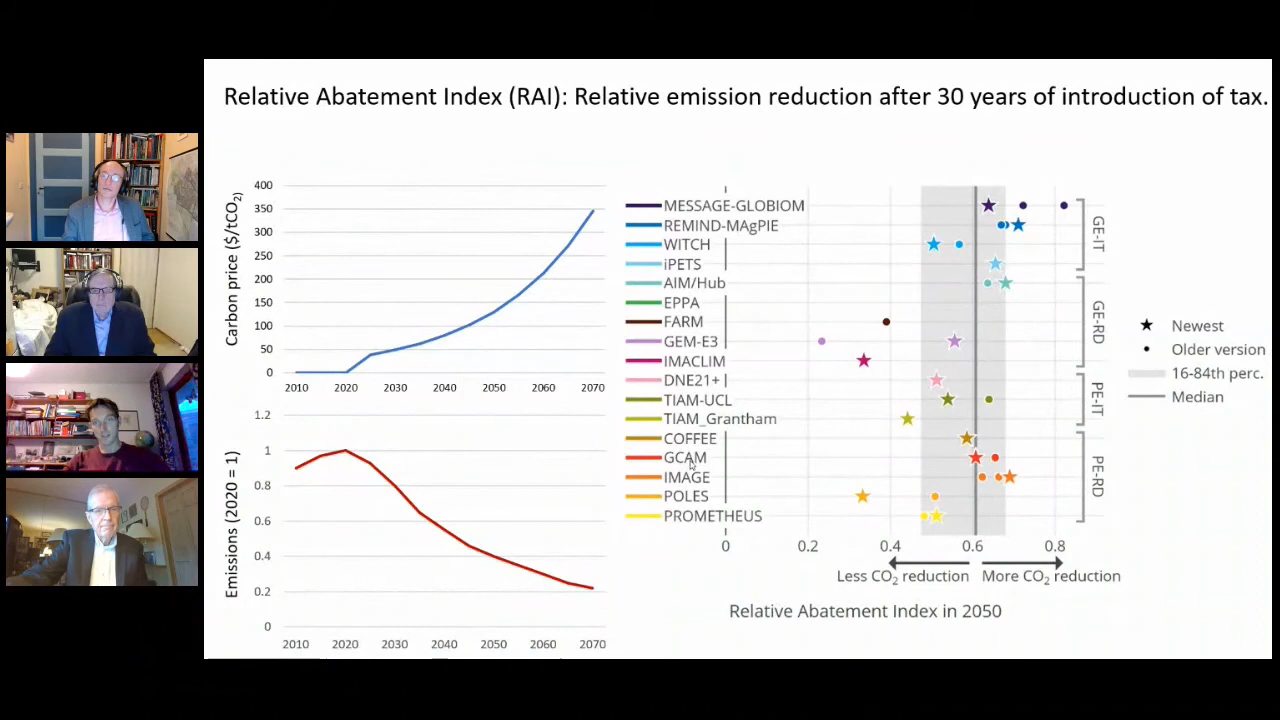 Relative Abatement Index (RAI): Relative emission reduction after 30 years of introduction of tax.
Carbon price ($/tCO2)
400
350
300
250
200
150
100
50
0
2010 2020 2030 2040 2050 2060 2070
Emissions (2020 = 1)
1.2
1
0.8
0.6
0.4
0.2
0
2010 2020 2030 2040 2050 2060 2070
MESSAGE-GLOBIOM
REMIND-MAgPIE
WITCH
iPETS
AIM/Hub
EPPA
FARM
GEM-E3
IMACLIM
DNE21+
TIAM-UCL
TIAM_Grantham
COFFEE
GCAM
IMAGE
POLES
PROMETHEUS
GE-IT
GE-RD
PE-IT
PE-RD
0 0.2 0.4 0.6 0.8
Less CO2 reduction More CO2 reduction
Relative Abatement Index in 2050
Newest
Older version
16-84th perc.
Median